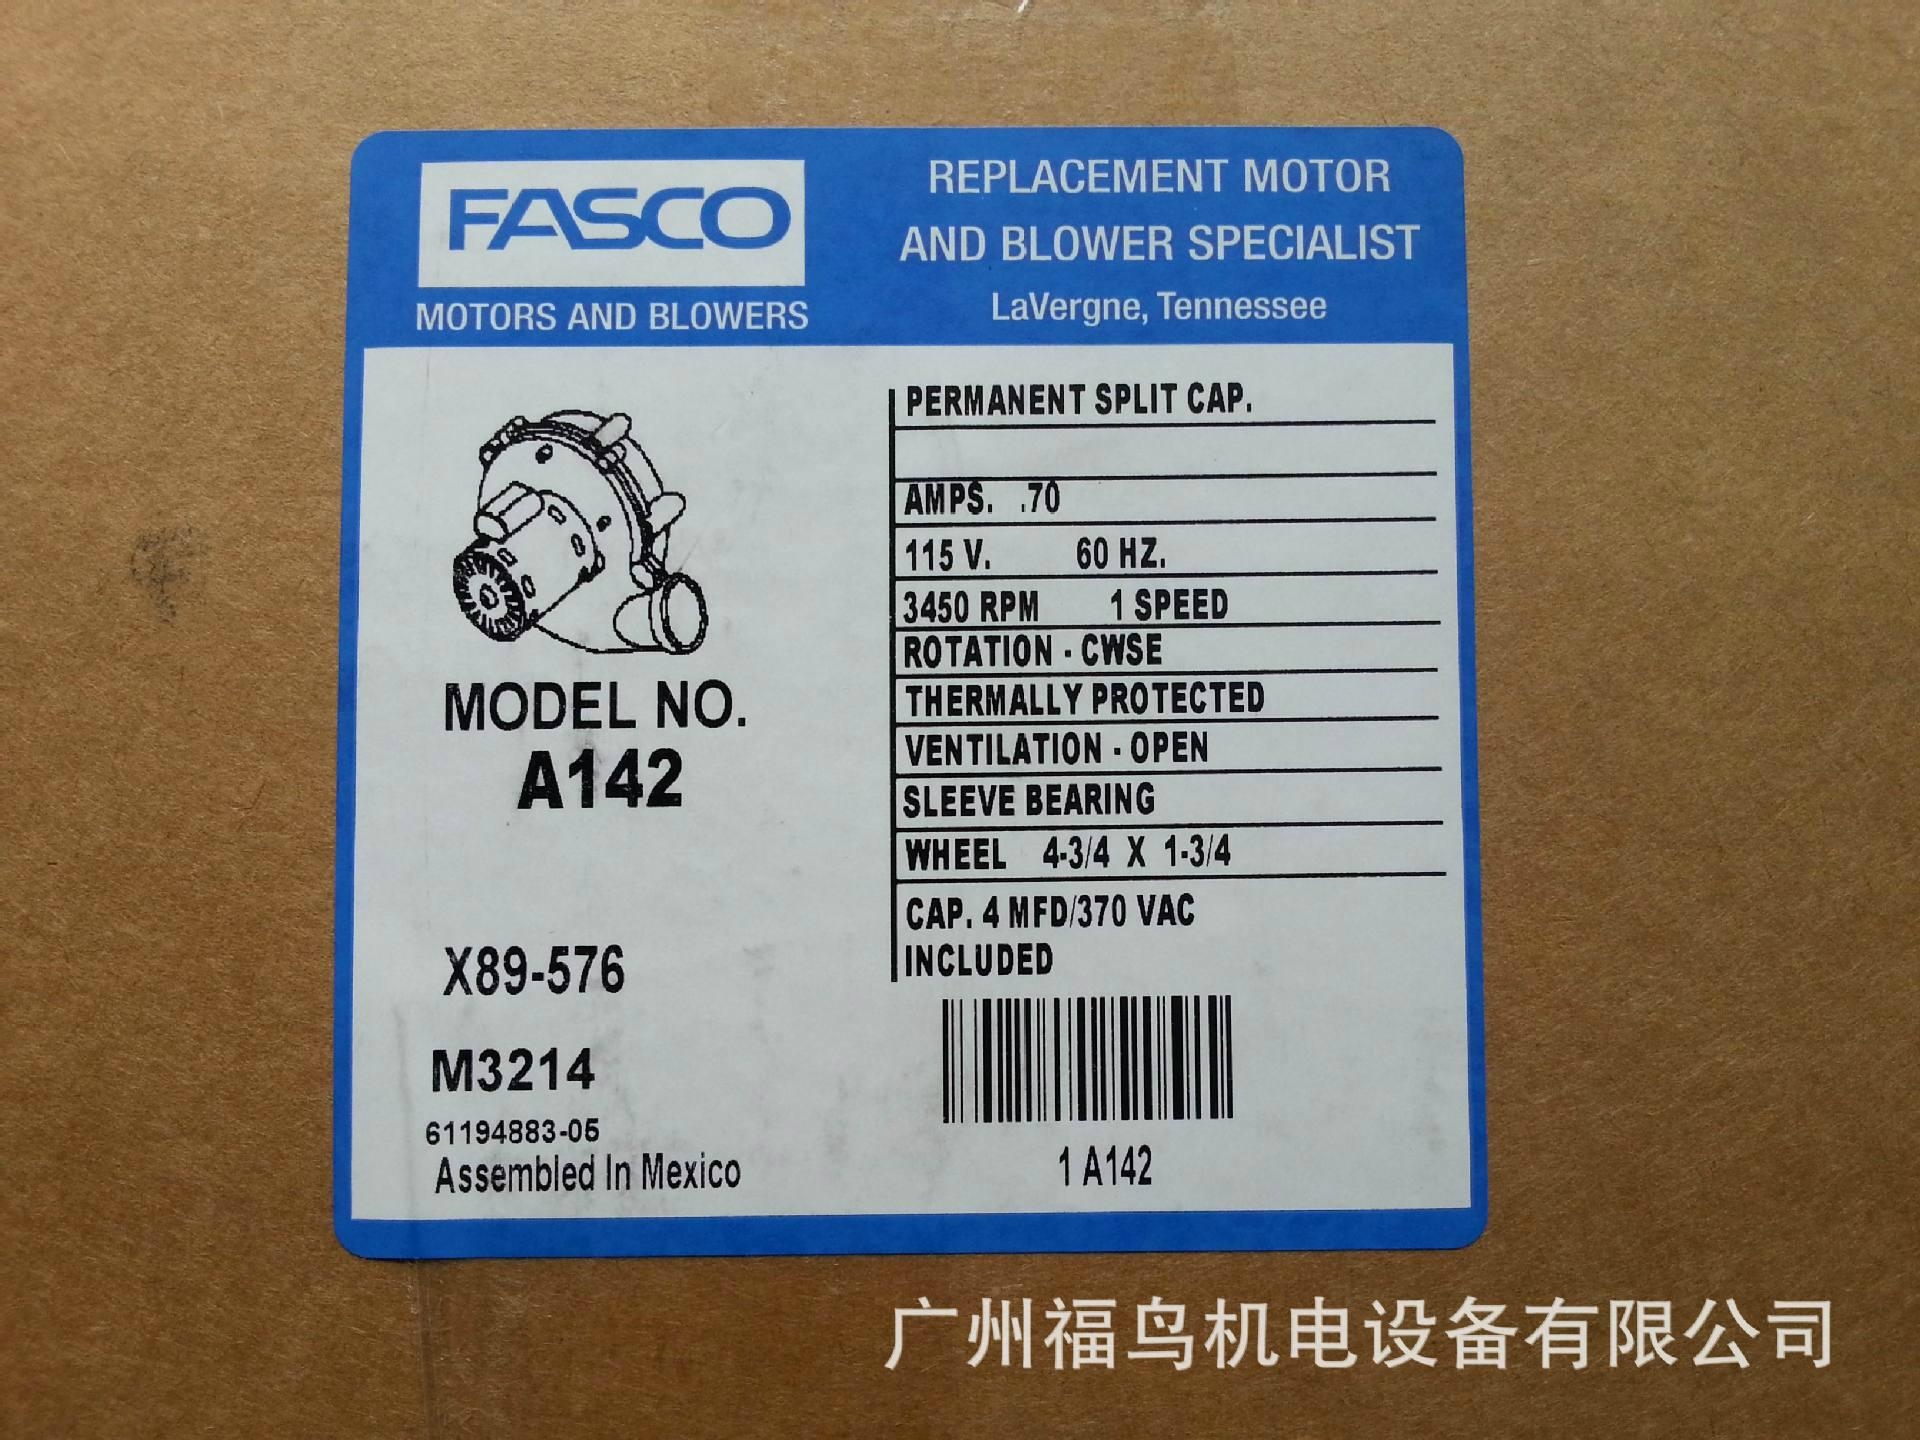 FASCO
MOTORS AND BLOWERS
REPLACEMENT MOTOR
AND BLOWER SPECIALIST
LaVergne, Tennessee
MODEL NO.
A142
X89-576
M3214
61194883-05
Assembled In Mexico
PERMANENT SPLIT CAP.
AMPS. .70
115 V. 60 HZ.
3450 RPM 1 SPEED
ROTATION - CWSE
THERMALLY PROTECTED
VENTILATION - OPEN
SLEEVE BEARING
WHEEL 4-3/4 X 1-3/4
CAP. 4 MFD/370 VAC
INCLUDED
1 A142
广州福鸟机电设备有限公司